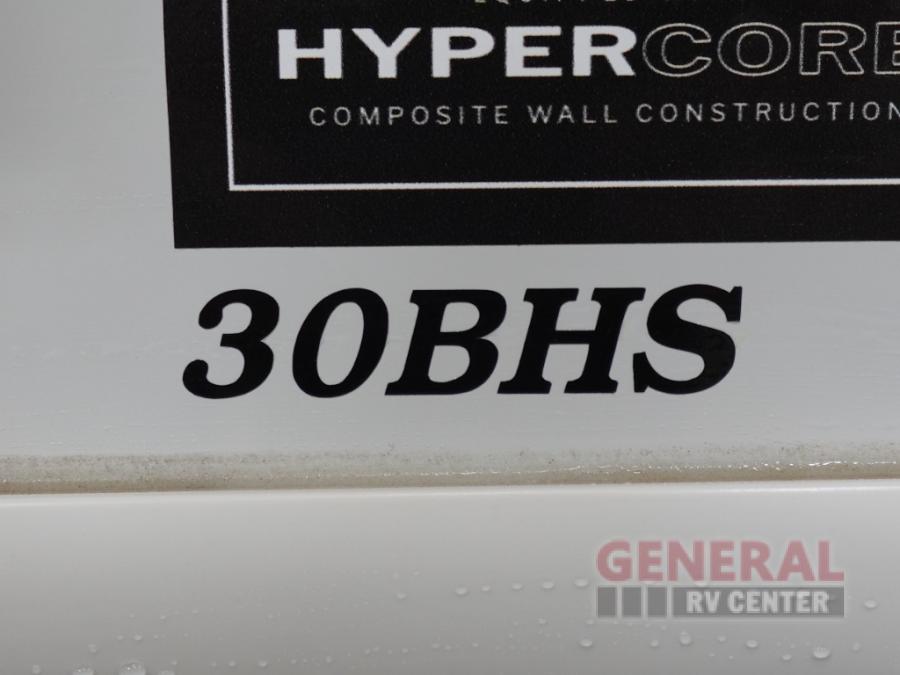 HYPERCORE
COMPOSITE WALL CONSTRUCTION
30BHS
GENERAL
RV CENTER